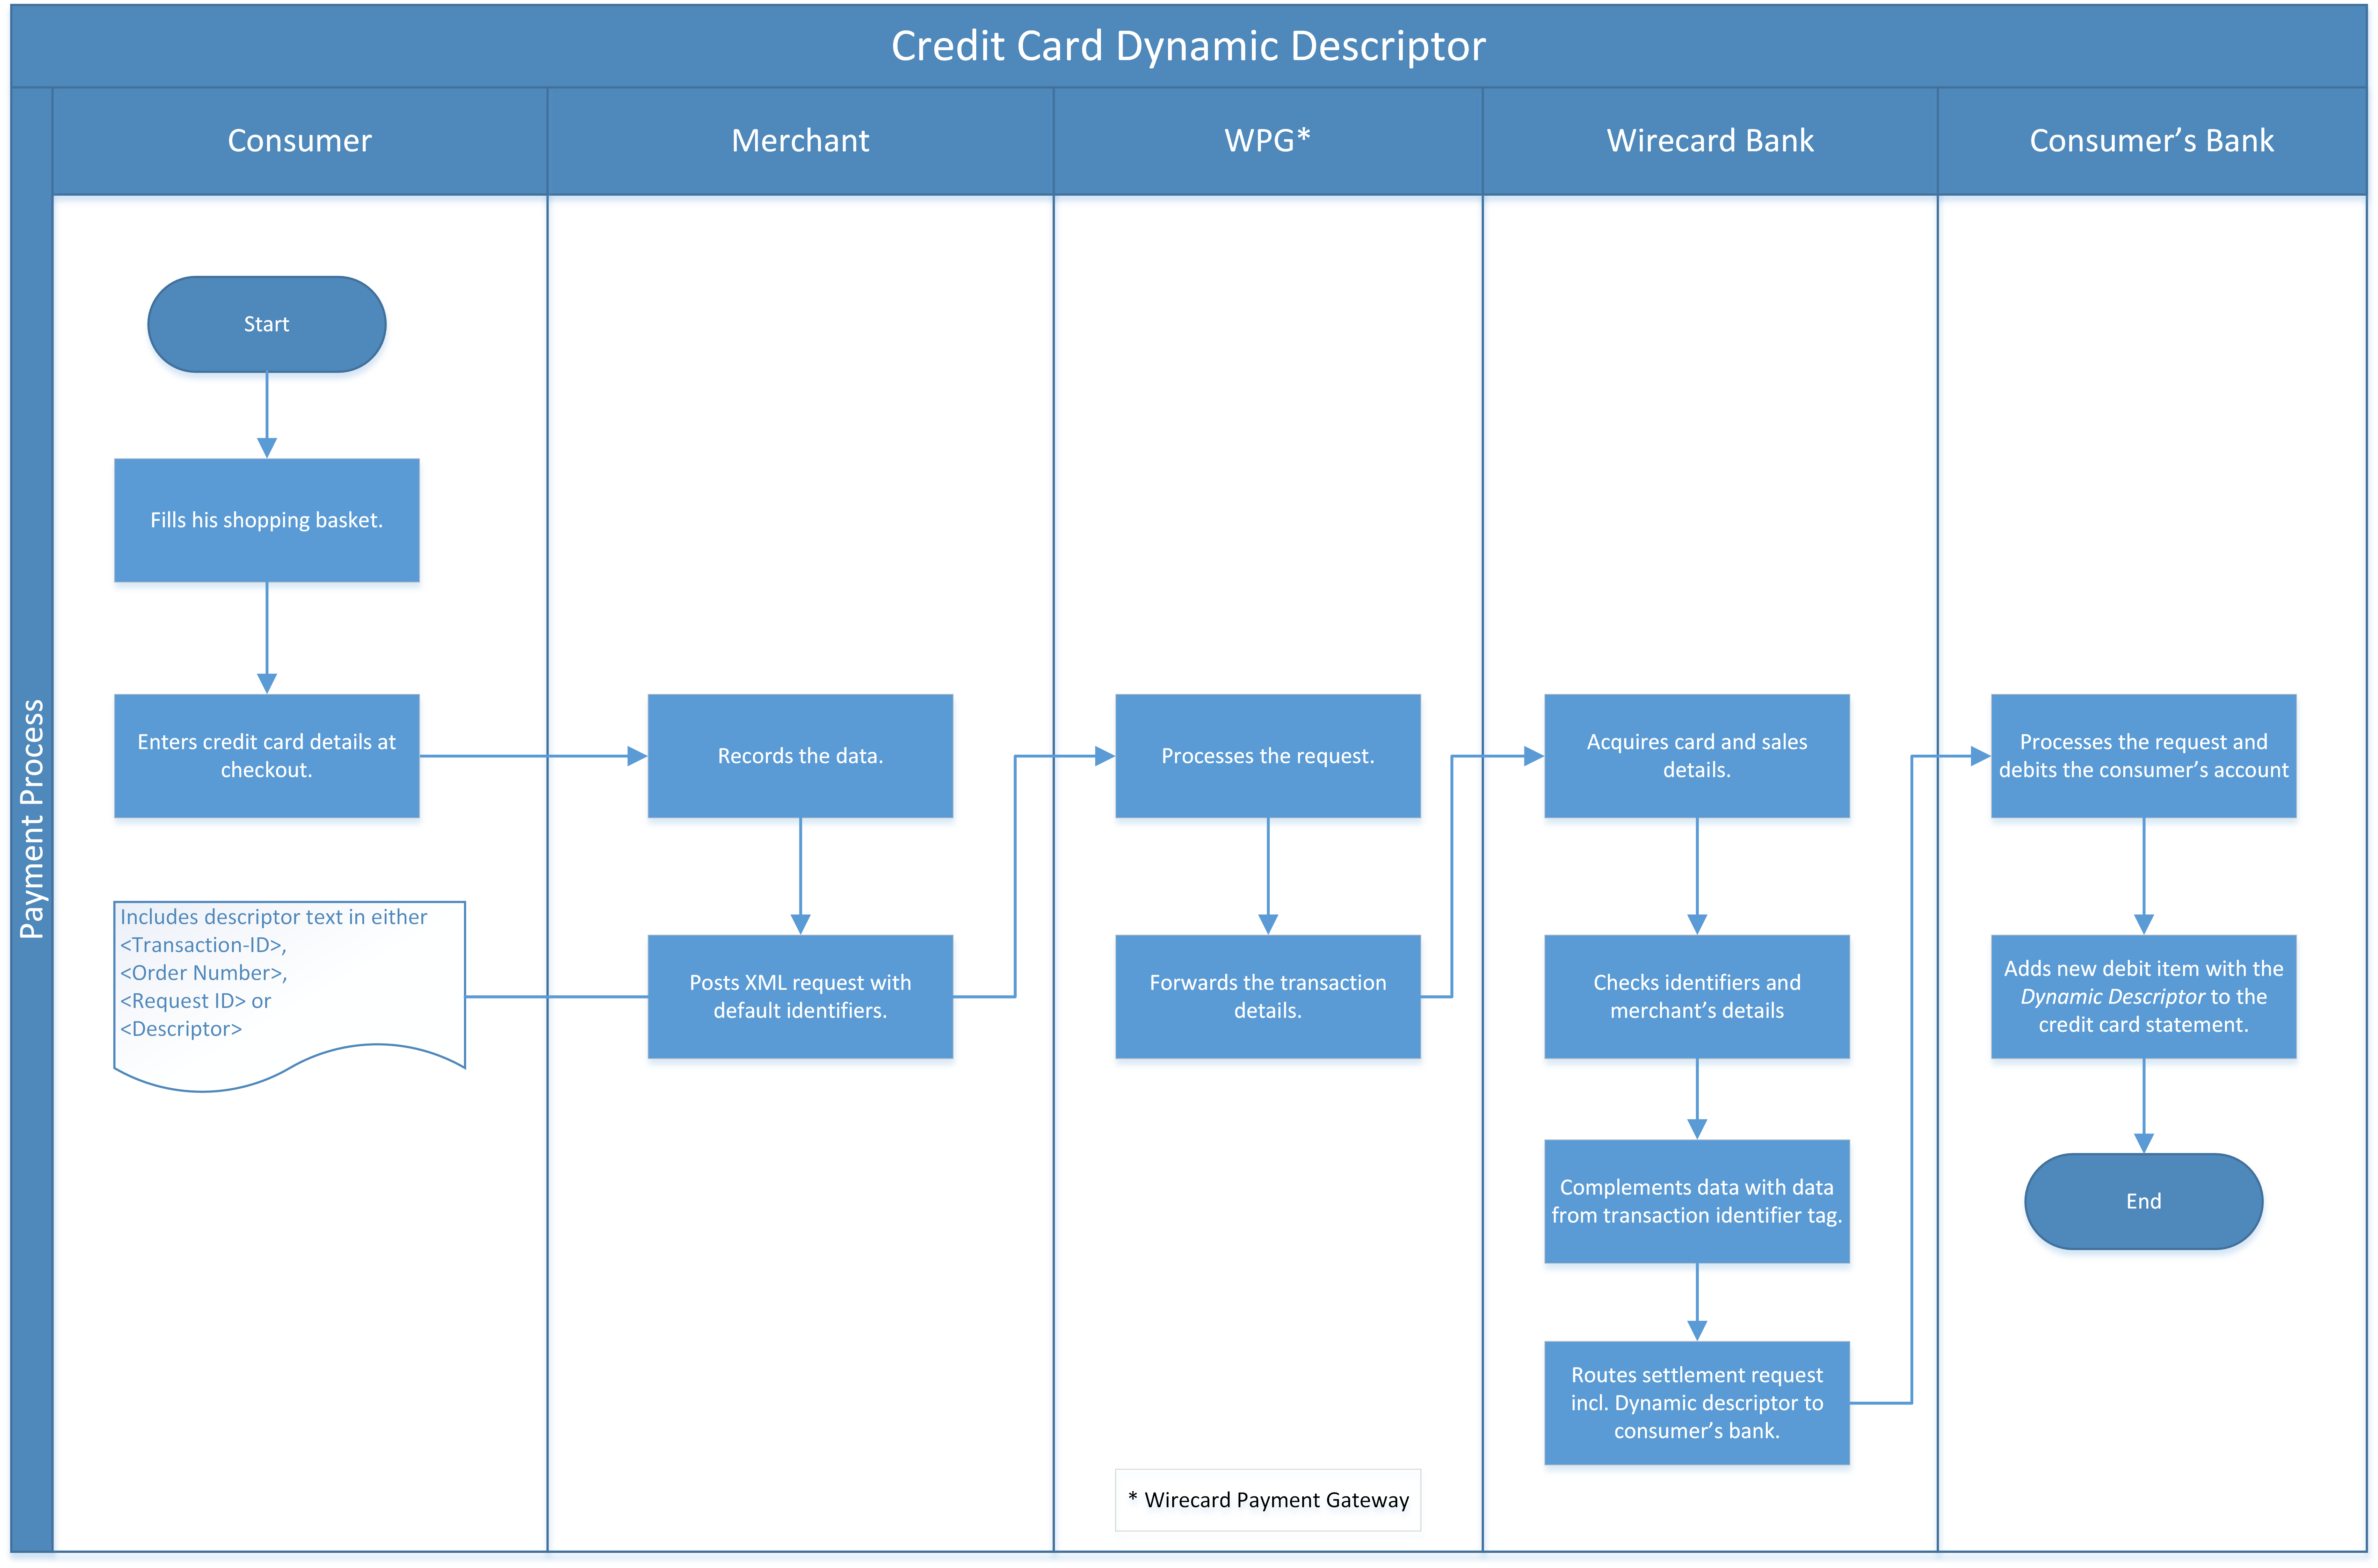 Credit Card Dynamic Descriptor
Payment Process
Consumer
Merchant
WPG*
Wirecard Bank
Consumer’s Bank
Start
Fills his shopping basket.
Enters credit card details at
checkout.
Includes descriptor text in either
<Transaction-ID>,
<Order Number>,
<Request ID> or
<Descriptor>
Records the data.
Posts XML request with
default identifiers.
Processes the request.
Forwards the transaction
details.
* Wirecard Payment Gateway
Acquires card and sales
details.
Checks identifiers and
merchant’s details
Complements data with data
from transaction identifier tag.
Routes settlement request
incl. Dynamic descriptor to
consumer’s bank.
Processes the request and
debits the consumer’s account
Adds new debit item with the
Dynamic Descriptor to the
credit card statement.
End